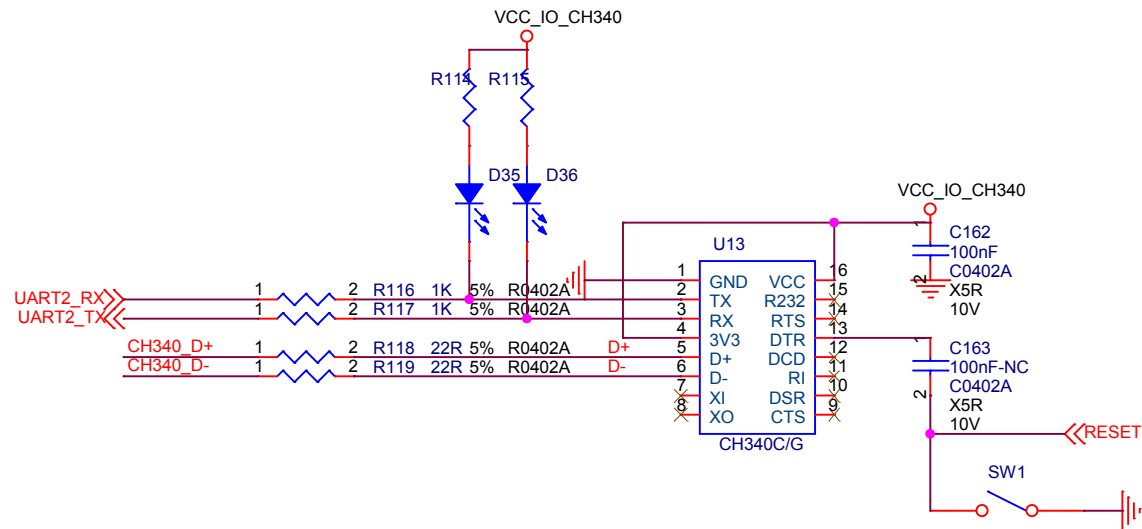 VCC_IO_CH340
R114 R115
D35 D36
VCC_IO_CH340
1
C162
100nF
C0402A
2
X5R
10V
U13
1 GND VCC 16
UART2_RX 1 2 R116 1K 5% R0402A 2 TX R232 15
UART2_TX 1 2 R117 1K 5% R0402A 3 RX RTS 14
4 3V3 DTR 13
CH340_D+ 1 2 R118 22R 5% R0402A D+ 5 D+ DCD 12
CH340_D- 1 2 R119 22R 5% R0402A D- 6 D- RI 11
7 XI DSR 10
8 XO CTS 9
CH340C/G
1
C163
100nF-NC
C0402A
2
X5R
10V
RESET
SW1